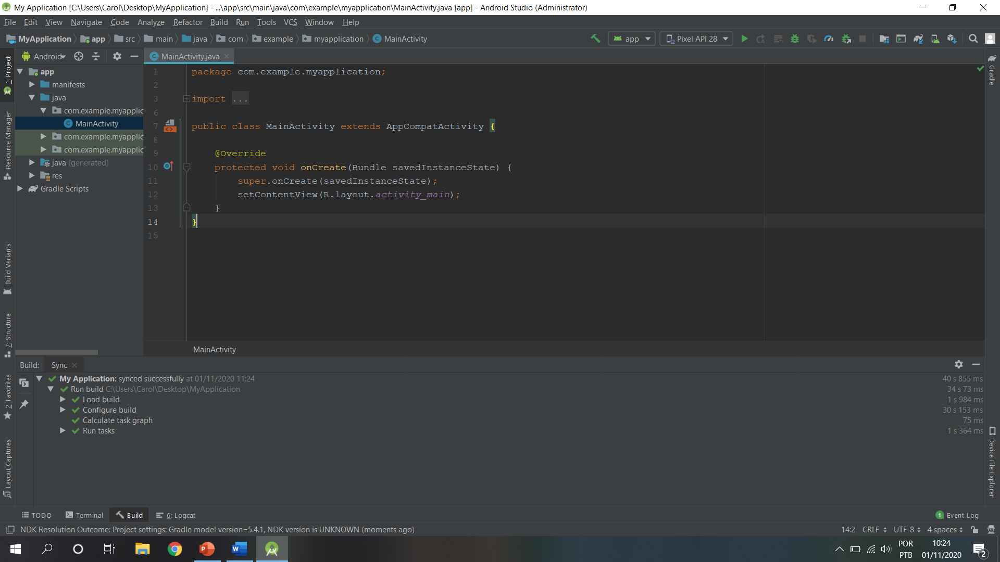 My Application [C:\Users\Carol\Desktop\MyApplication] - ...\app\src\main\java\com\example\myapplication\MainActivity.java [app] - Android Studio (Administrator)
File Edit View Navigate Code Analyze Refactor Build Run Tools VCS Window Help
MyApplication app src main java com example myapplication MainActivity app Pixel API 28
Android MainActivity.java
1: Project
Resource Manager
Build Variants
7: Structure
2: Favorites
Layout Captures
app
manifests
java
com.example.myapplic
MainActivity
com.example.myapplic
com.example.myapplic
java (generated)
res
Gradle Scripts
1 package com.example.myapplication;
2
3 import ...
6
7 public class MainActivity extends AppCompatActivity {
8
9 @Override
10 protected void onCreate(Bundle savedInstanceState) {
11 super.onCreate(savedInstanceState);
12 setContentView(R.layout.activity_main);
13 }
14 }
15
MainActivity
Gradle
Device File Explorer
Build: Sync
My Application: synced successfully at 01/11/2020 11:24 40 s 855 ms
Run build C:\Users\Carol\Desktop\MyApplication 34 s 73 ms
Load build 1 s 984 ms
Configure build 30 s 153 ms
Calculate task graph 75 ms
Run tasks 1 s 364 ms
TODO Terminal Build 6: Logcat 1 Event Log
NDK Resolution Outcome: Project settings: Gradle model version=5.4.1, NDK version is UNKNOWN (moments ago) 14:2 CRLF UTF-8 4 spaces
POR 10:24
PTB 01/11/2020 2